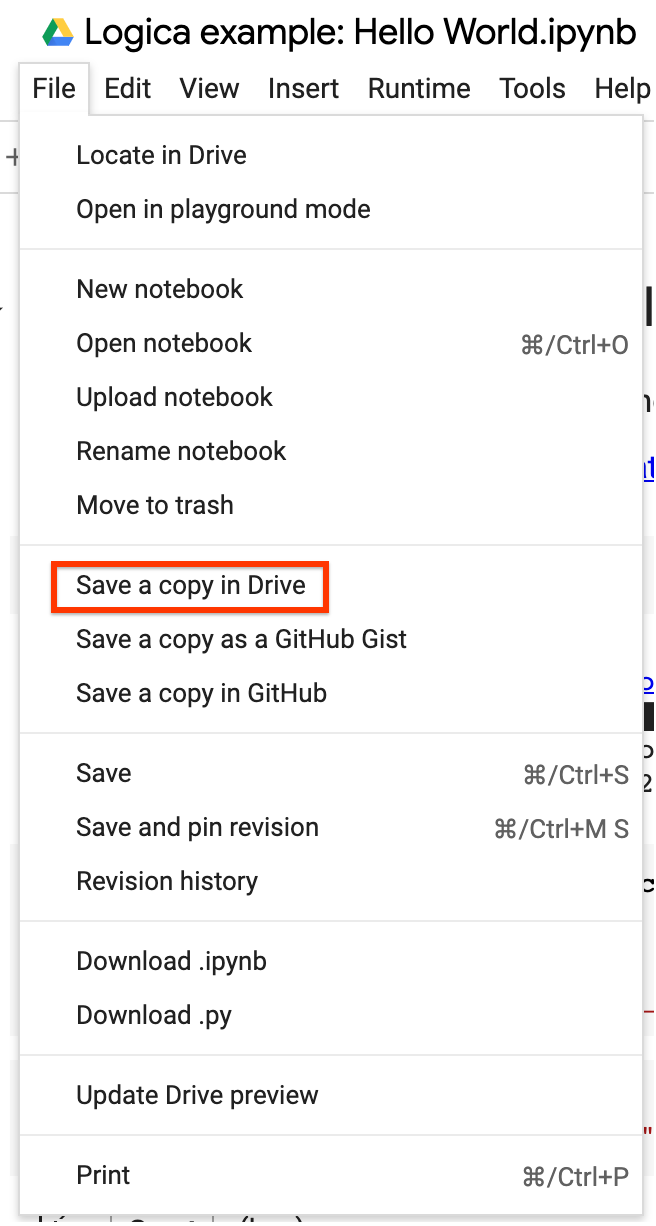 Logica example: Hello World.ipynb
File Edit View Insert Runtime Tools Help
Locate in Drive
Open in playground mode
New notebook
Open notebook ⌘/Ctrl+O
Upload notebook
Rename notebook
Move to trash
Save a copy in Drive
Save a copy as a GitHub Gist
Save a copy in GitHub
Save ⌘/Ctrl+S
Save and pin revision ⌘/Ctrl+M S
Revision history
Download .ipynb
Download .py
Update Drive preview
Print ⌘/Ctrl+P